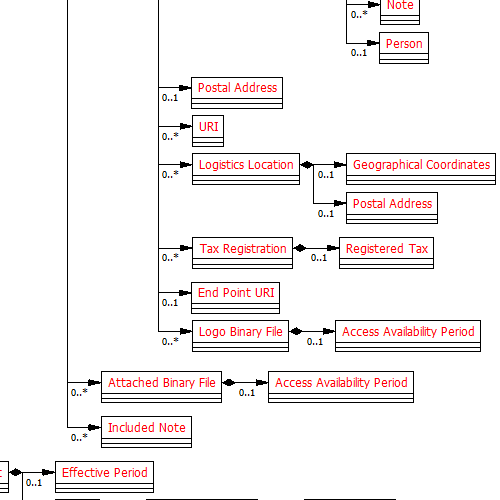 Note
0..*
Person
0..1
Postal Address
0..1
URI
0..*
Logistics Location
0..*
Geographical Coordinates
0..1
Postal Address
0..1
Tax Registration
0..*
Registered Tax
0..1
End Point URI
0..1
Logo Binary File
0..*
Access Availability Period
0..1
Attached Binary File
0..*
Access Availability Period
0..1
Included Note
0..*
Effective Period
0..1